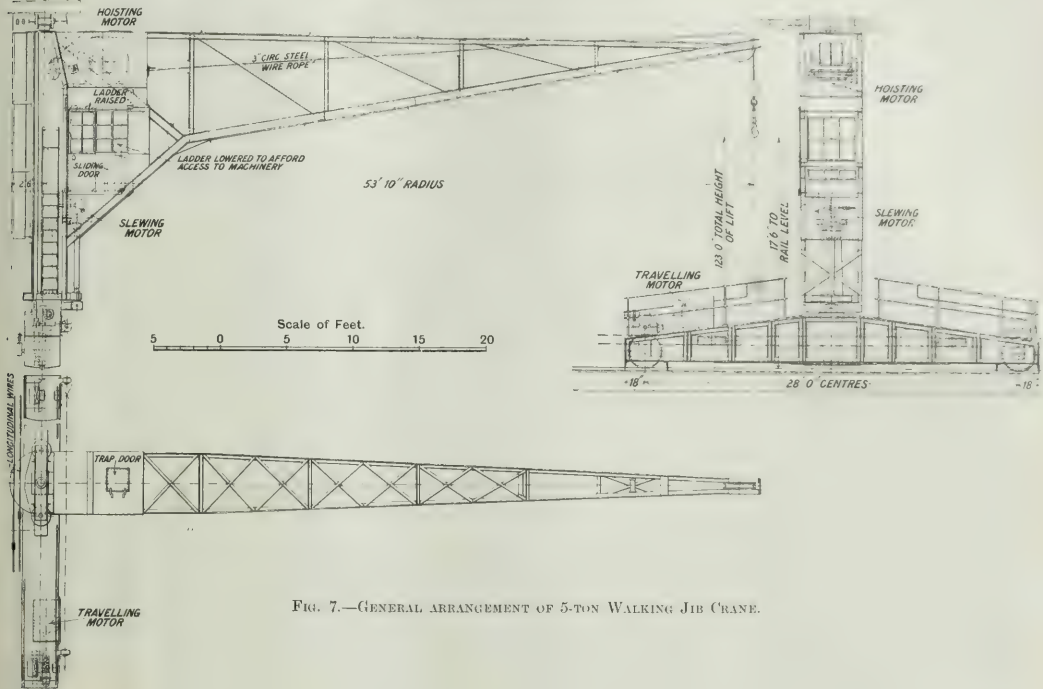 HOISTING
MOTOR
3" CIRC STEEL
WIRE ROPE
LADDER
RAISED
SLIDING
DOOR
LADDER LOWERED TO AFFORD
ACCESS TO MACHINERY
53' 10" RADIUS
SLEWING
MOTOR
HOISTING
MOTOR
SLEWING
MOTOR
123' 0" TOTAL HEIGHT
OF LIFT
17' 6" TO
RAIL LEVEL
TRAVELLING
MOTOR
18"
28' 0" CENTRES
18"
Scale of Feet.
5 0 5 10 15 20
LONGITUDINAL WIRES
TRAP DOOR
TRAVELLING
MOTOR
FIG. 7.—GENERAL ARRANGEMENT OF 5-TON WALKING JIB CRANE.